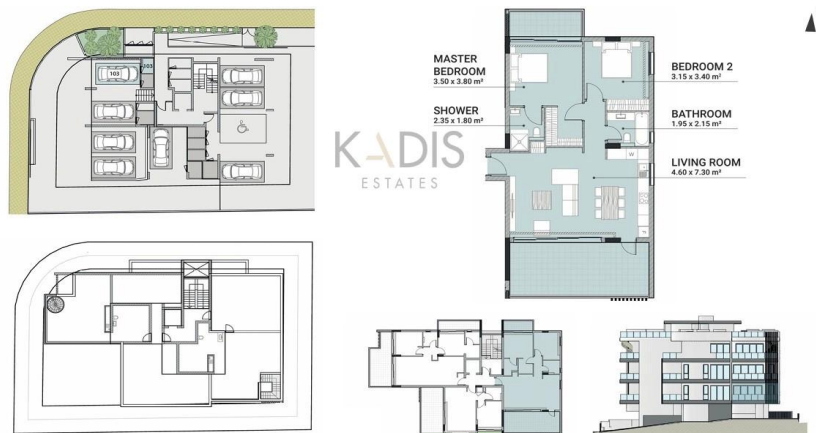 103
103
MASTER
BEDROOM
3.50 x 3.80 m²
SHOWER
2.35 x 1.80 m²
BEDROOM 2
3.15 x 3.40 m²
BATHROOM
1.95 x 2.15 m²
LIVING ROOM
4.60 x 7.30 m²
KADIS
ESTATES
W